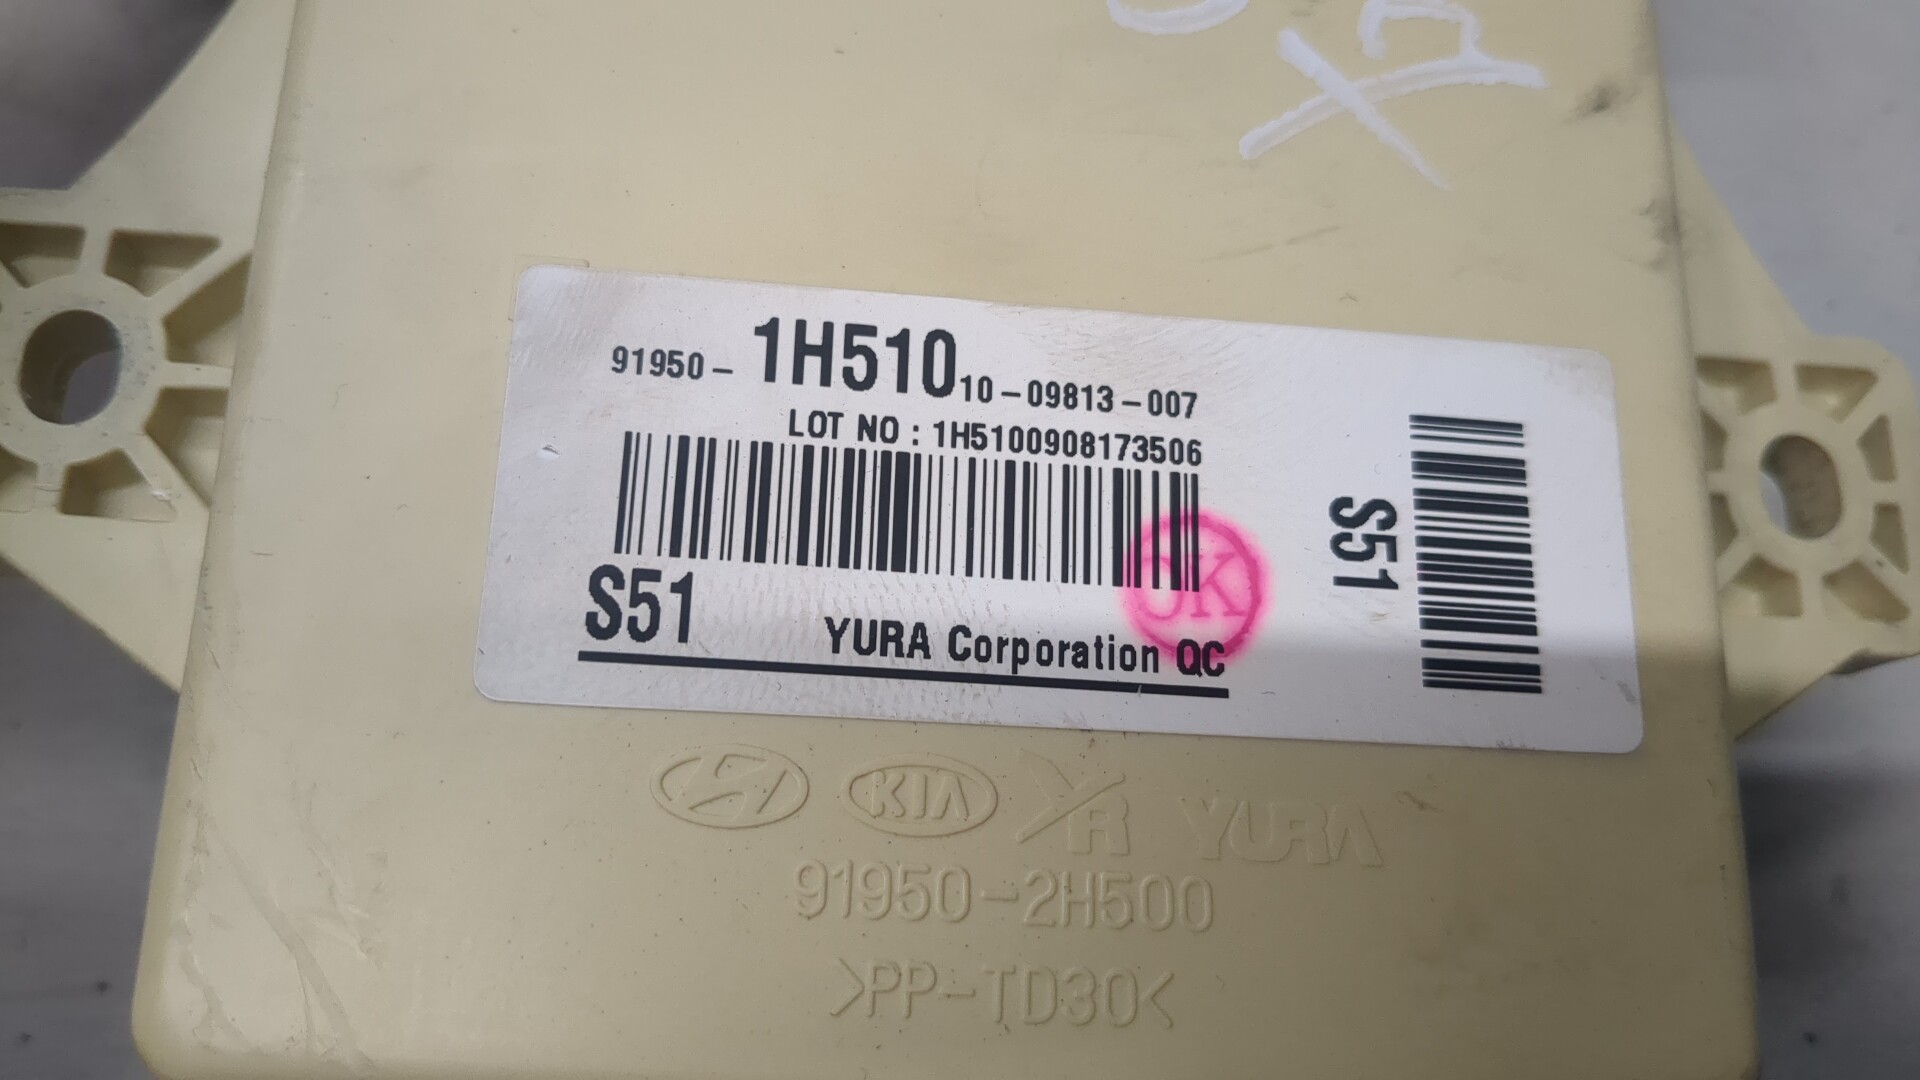 91950-1H510 10-09813-007
LOT NO : 1H5100908173506
S51
YURA Corporation QC
OK
S51
KIA YR YURA
91950-2H500
>PP-TD30<